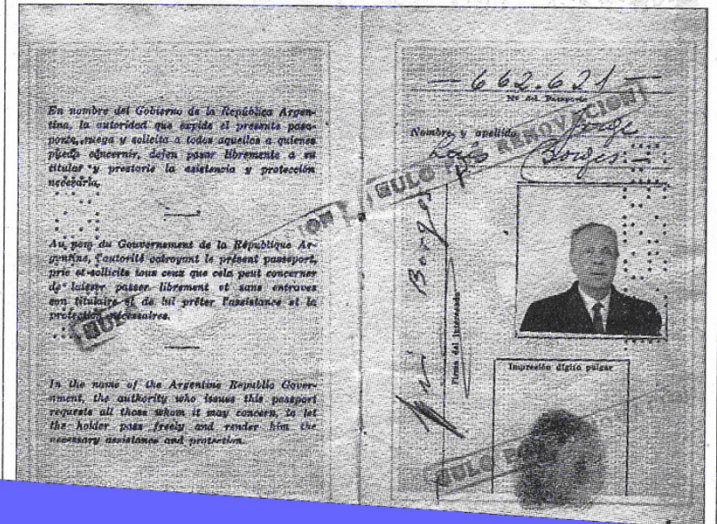 En nombre del Gobierno de la República Argen-
tina, la autoridad que expide el presente pasa-
porte, ruega y solicita a todos aquellos a quienes
pueda concernir, dejen pasar libremente a su
titular y prestarle la asistencia y protección
necesaria.
Au nom du Gouvernement de la République Ar-
gentine, l'autorité octroyant le présent passeport,
prie et sollicite tous ceux que cela peut concerner
de laisser passer librement et sans entraves
son titulaire et de lui prêter l'assistance et la
protection nécessaires.
In the name of the Argentine Republic Govern-
ment, the authority who issues this passport
requests all those whom it may concern, to let
the holder pass freely and render him the
necessary assistance and protection.
662.621
Nº del Pasaporte
Nombre y apellido Jorge
Luis Borges
NULO POR RENOVACION
Borges
Firma del interesado
Impresión dígito pulgar
NULO POR